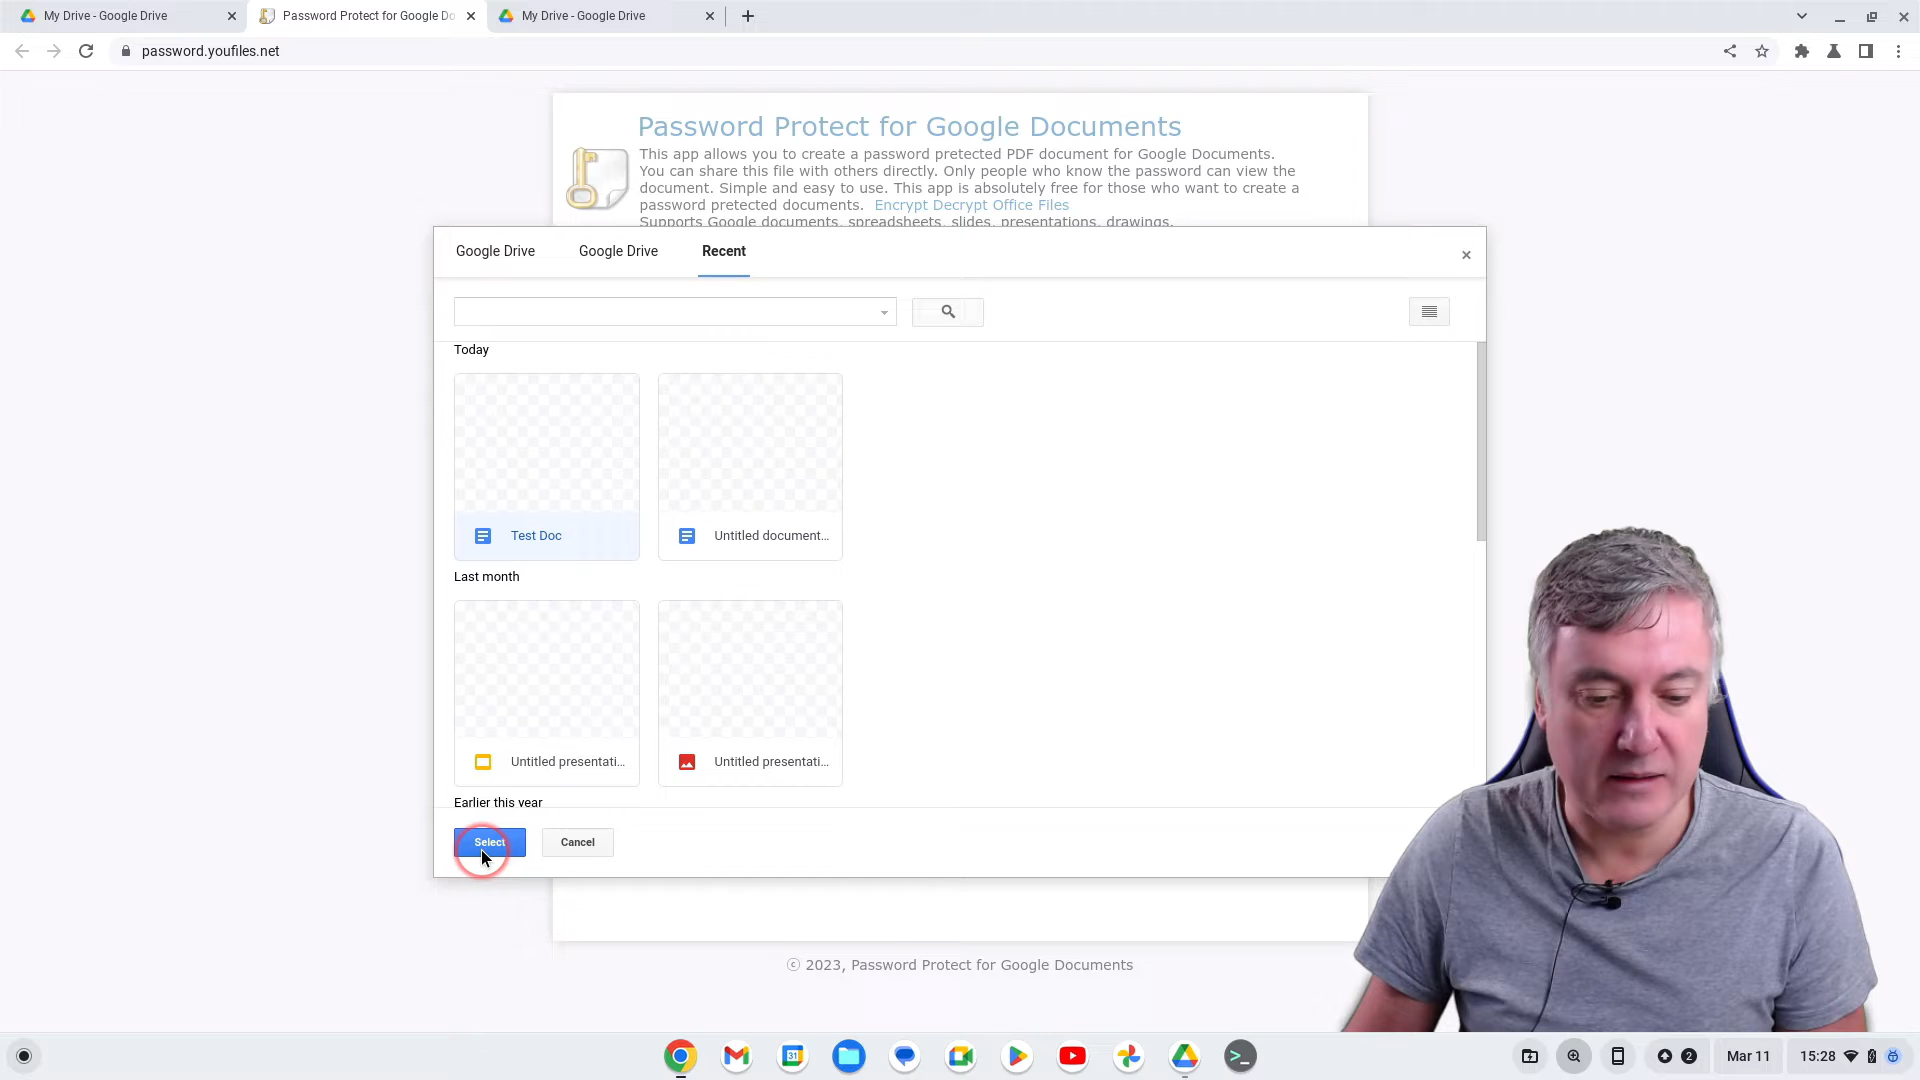 My Drive - Google Drive
Password Protect for Google Do
My Drive - Google Drive
password.youfiles.net
Password Protect for Google Documents
This app allows you to create a password pretected PDF document for Google Documents.
You can share this file with others directly. Only people who know the password can view the
document. Simple and easy to use. This app is absolutely free for those who want to create a
password pretected documents. Encrypt Decrypt Office Files
Supports Google documents, spreadsheets, slides, presentations, drawings.
Google Drive
Google Drive
Recent
Today
Test Doc
Untitled document...
Last month
Untitled presentati...
Untitled presentati...
Earlier this year
Select
Cancel
ⓒ 2023, Password Protect for Google Documents
31
2
Mar 11
15:28